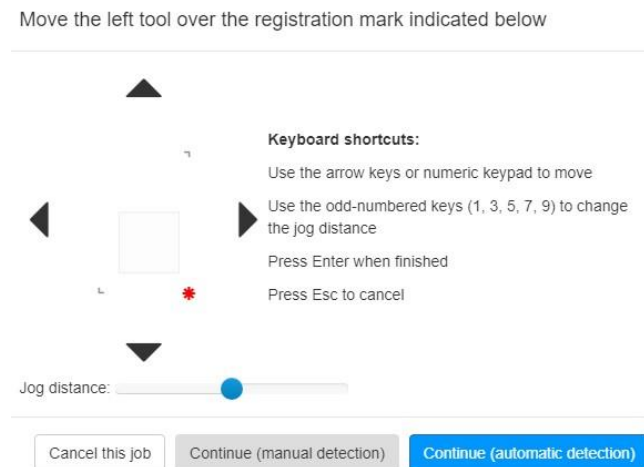 Move the left tool over the registration mark indicated below
Keyboard shortcuts:
Use the arrow keys or numeric keypad to move
Use the odd-numbered keys (1, 3, 5, 7, 9) to change
the jog distance
Press Enter when finished
Press Esc to cancel
Jog distance:
Cancel this job
Continue (manual detection)
Continue (automatic detection)